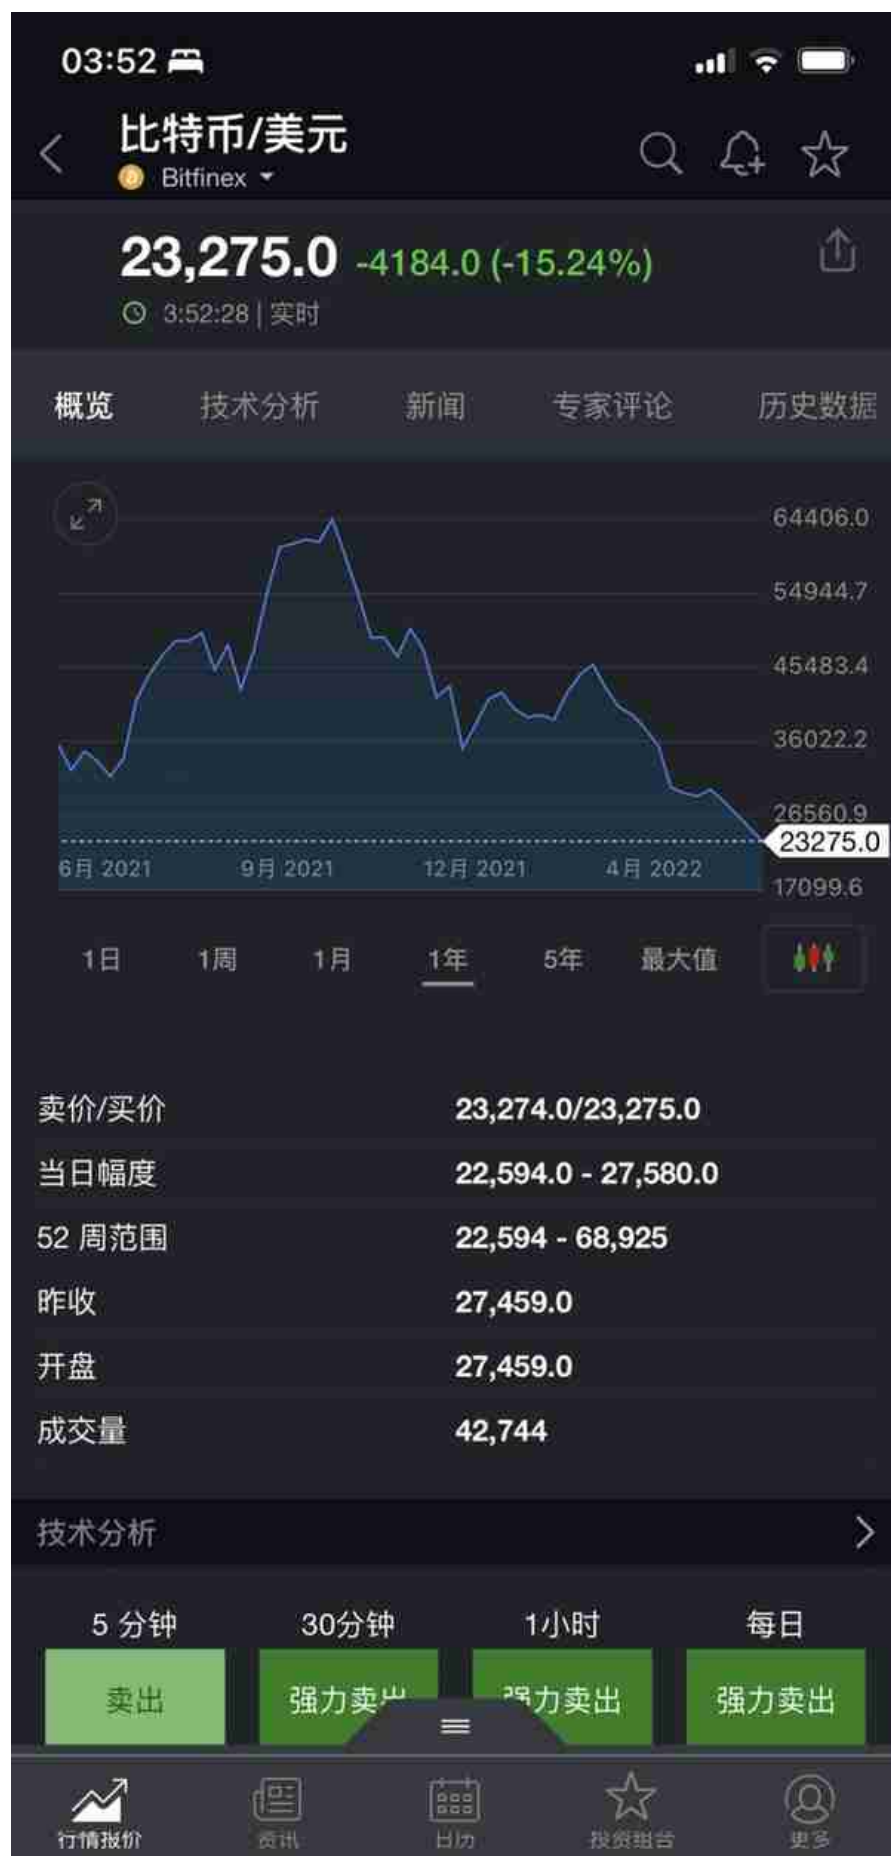 03:52
比特币/美元
Bitfinex
23,275.0 -4184.0 (-15.24%)
3:52:28 | 实时
概览 技术分析 新闻 专家评论 历史数据
64406.0
54944.7
45483.4
36022.2
26560.9
23275.0
17099.6
6月 2021 9月 2021 12月 2021 4月 2022
1日 1周 1月 1年 5年 最大值
卖价/买价 23,274.0/23,275.0
当日幅度 22,594.0 - 27,580.0
52 周范围 22,594 - 68,925
昨收 27,459.0
开盘 27,459.0
成交量 42,744
技术分析
5 分钟 30分钟 1小时 每日
卖出 强力卖出 强力卖出 强力卖出
行情报价 资讯 日历 投资组合 更多